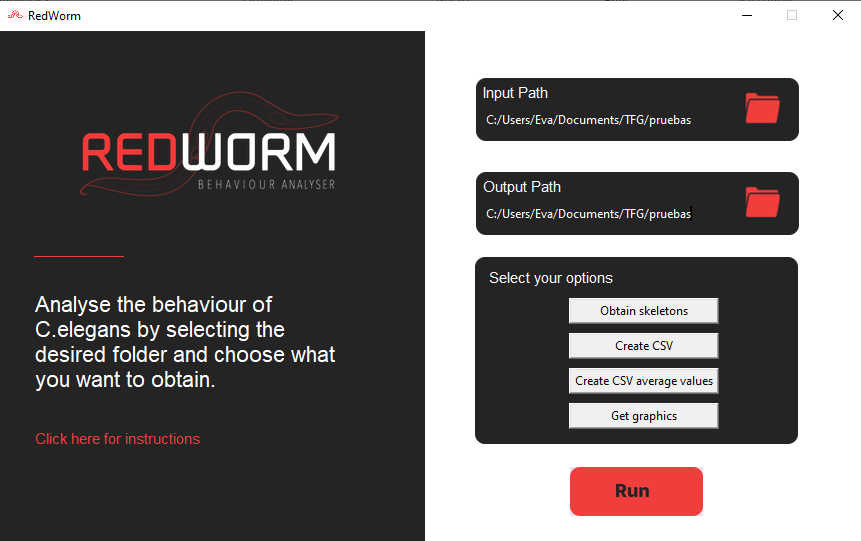 RedWorm
REDWORM
BEHAVIOUR ANALYSER
Analyse the behaviour of
C.elegans by selecting the
desired folder and choose what
you want to obtain.
Click here for instructions
Input Path
C:/Users/Eva/Documents/TFG/pruebas
Output Path
C:/Users/Eva/Documents/TFG/pruebas
Select your options
Obtain skeletons
Create CSV
Create CSV average values
Get graphics
Run